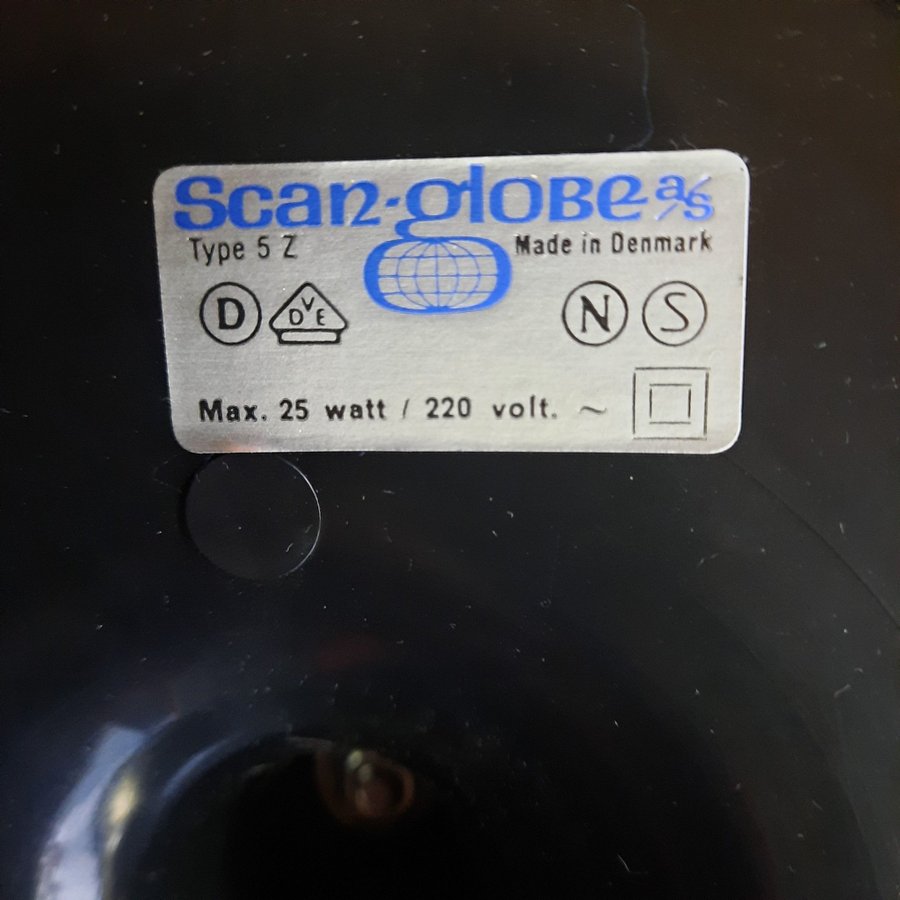 Scan-globe a/s
Type 5 Z Made in Denmark
D DVE N S
Max. 25 watt / 220 volt. ~